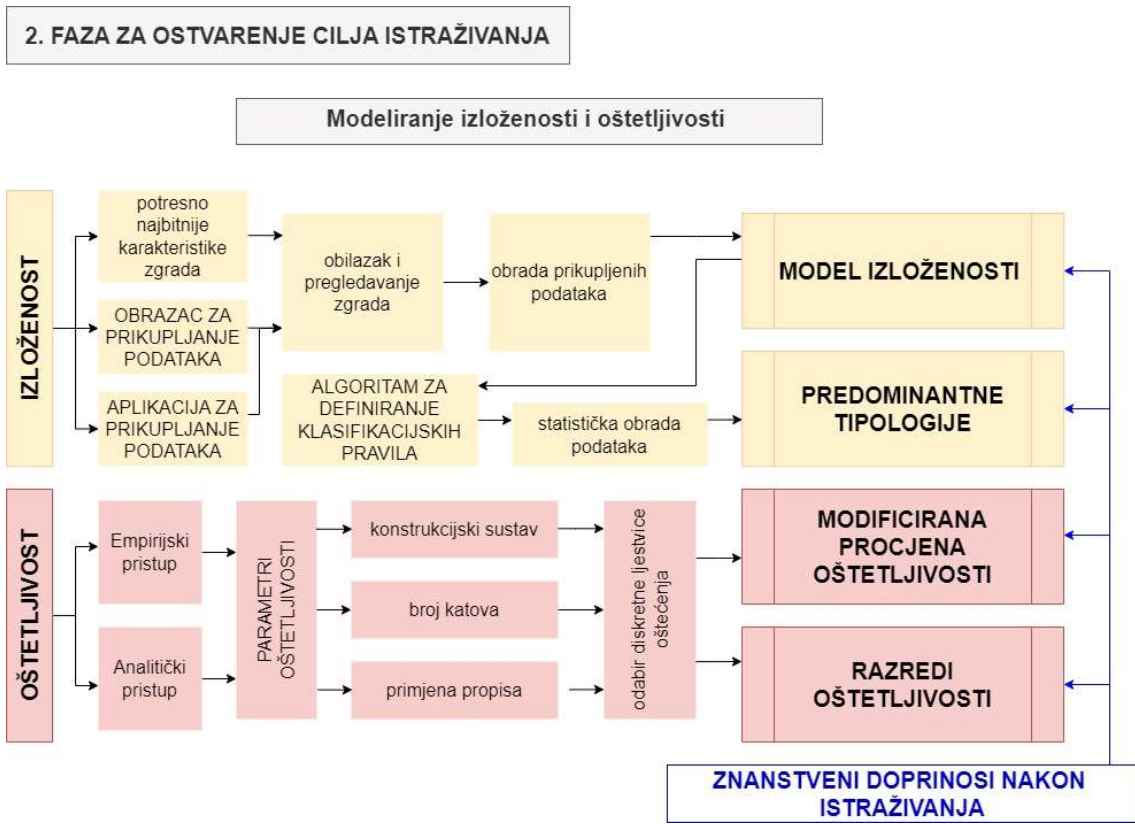 2. FAZA ZA OSTVARENJE CILJA ISTRAŽIVANJA
Modeliranje izloženosti i oštetljivosti
IZLOŽENOST
potresno
najbitnije
karakteristike
zgrada
OBRAZAC ZA
PRIKUPLJANJE
PODATAKA
APLIKACIJA ZA
PRIKUPLJANJE
PODATAKA
obilazak i
pregledavanje
zgrada
obrada prikupljenih
podataka
MODEL IZLOŽENOSTI
ALGORITAM ZA
DEFINIRANJE
KLASIFIKACIJSKIH
PRAVILA
statistička obrada
podataka
PREDOMINANTNE
TIPOLOGIJE
OŠTETLJIVOST
Empirijski
pristup
Analitički
pristup
PARAMETRI
OŠTETLJIVOSTI
konstrukcijski sustav
broj katova
primjena propisa
odabir diskretne ljestvice
oštećenja
MODIFICIRANA
PROCJENA
OŠTETLJIVOSTI
RAZREDI
OŠTETLJIVOSTI
ZNANSTVENI DOPRINOSI NAKON
ISTRAŽIVANJA